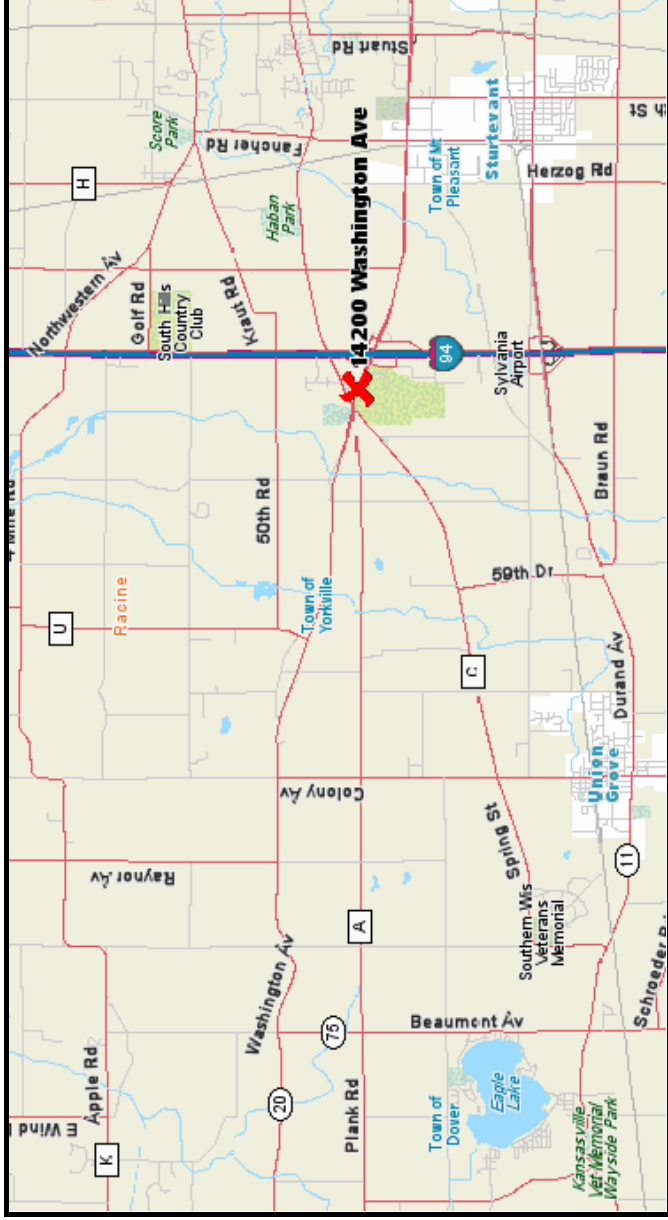 4 Mile Rd
Northwestern Av
H
Score
Park
Stuart Rd
Fancher Rd
Golf Rd
South Hills
Country
Club
Kraut Rd
Haban
Park
14200 Washington Ave
Town of Mt
Pleasant
Sturtevant
Herzog Rd
94
Sylvania
Airport
Braun Rd
U
Racine
50th Rd
Town of
Yorkville
59th Dr
C
Durand Av
Union
Grove
Colony Av
Raynor Av
Spring St
11
Southern Wis
Veterans
Memorial
A
Washington Av
Schroeder
75
Beaumont Av
20
Plank Rd
Apple Rd
E Wind
K
Town of
Dover
Eagle
Lake
Kansasville
Vet Memorial
Wayside Park